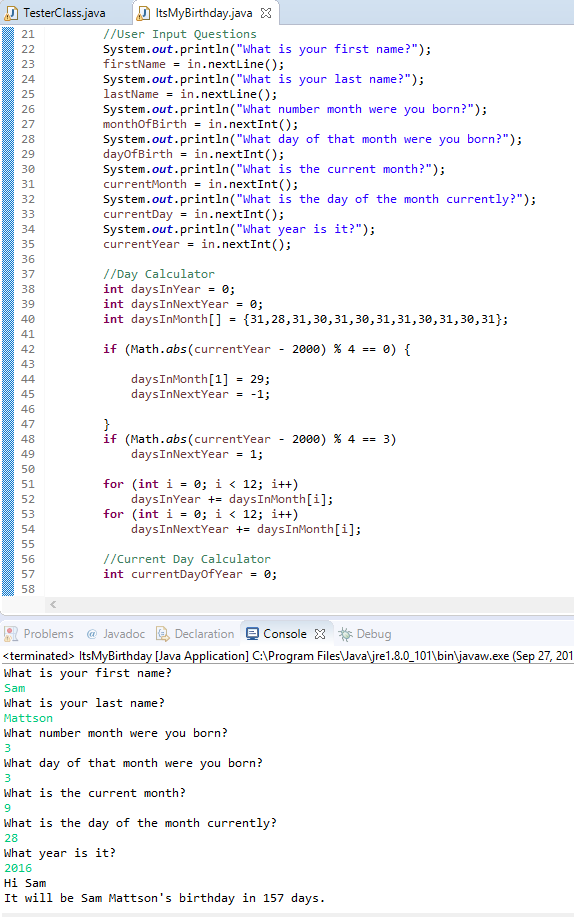 TesterClass.java ItsMyBirthday.java
21 //User Input Questions
22 System.out.println("What is your first name?");
23 firstName = in.nextLine();
24 System.out.println("What is your last name?");
25 lastName = in.nextLine();
26 System.out.println("What number month were you born?");
27 monthOfBirth = in.nextInt();
28 System.out.println("What day of that month were you born?");
29 dayOfBirth = in.nextInt();
30 System.out.println("What is the current month?");
31 currentMonth = in.nextInt();
32 System.out.println("What is the day of the month currently?");
33 currentDay = in.nextInt();
34 System.out.println("What year is it?");
35 currentYear = in.nextInt();
36
37 //Day Calculator
38 int daysInYear = 0;
39 int daysInNextYear = 0;
40 int daysInMonth[] = {31,28,31,30,31,30,31,31,30,31,30,31};
41
42 if (Math.abs(currentYear - 2000) % 4 == 0) {
43
44 daysInMonth[1] = 29;
45 daysInNextYear = -1;
46
47 }
48 if (Math.abs(currentYear - 2000) % 4 == 3)
49 daysInNextYear = 1;
50
51 for (int i = 0; i < 12; i++)
52 daysInYear += daysInMonth[i];
53 for (int i = 0; i < 12; i++)
54 daysInNextYear += daysInMonth[i];
55
56 //Current Day Calculator
57 int currentDayOfYear = 0;
58
Problems @ Javadoc Declaration Console Debug
<terminated> ItsMyBirthday [Java Application] C:\Program Files\Java\jre1.8.0_101\bin\javaw.exe (Sep 27, 201
What is your first name?
Sam
What is your last name?
Mattson
What number month were you born?
3
What day of that month were you born?
3
What is the current month?
9
What is the day of the month currently?
28
What year is it?
2016
Hi Sam
It will be Sam Mattson's birthday in 157 days.